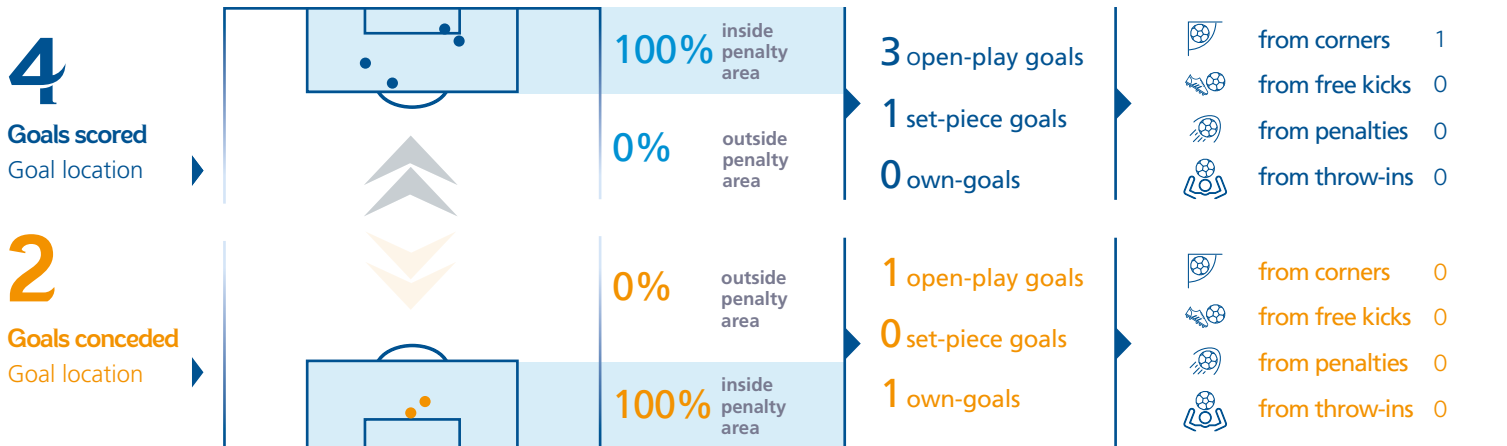 4
Goals scored
Goal location
100% inside
penalty
area
0% outside
penalty
area
3 open-play goals
1 set-piece goals
0 own-goals
from corners 1
from free kicks 0
from penalties 0
from throw-ins 0
2
Goals conceded
Goal location
0% outside
penalty
area
100% inside
penalty
area
1 open-play goals
0 set-piece goals
1 own-goals
from corners 0
from free kicks 0
from penalties 0
from throw-ins 0